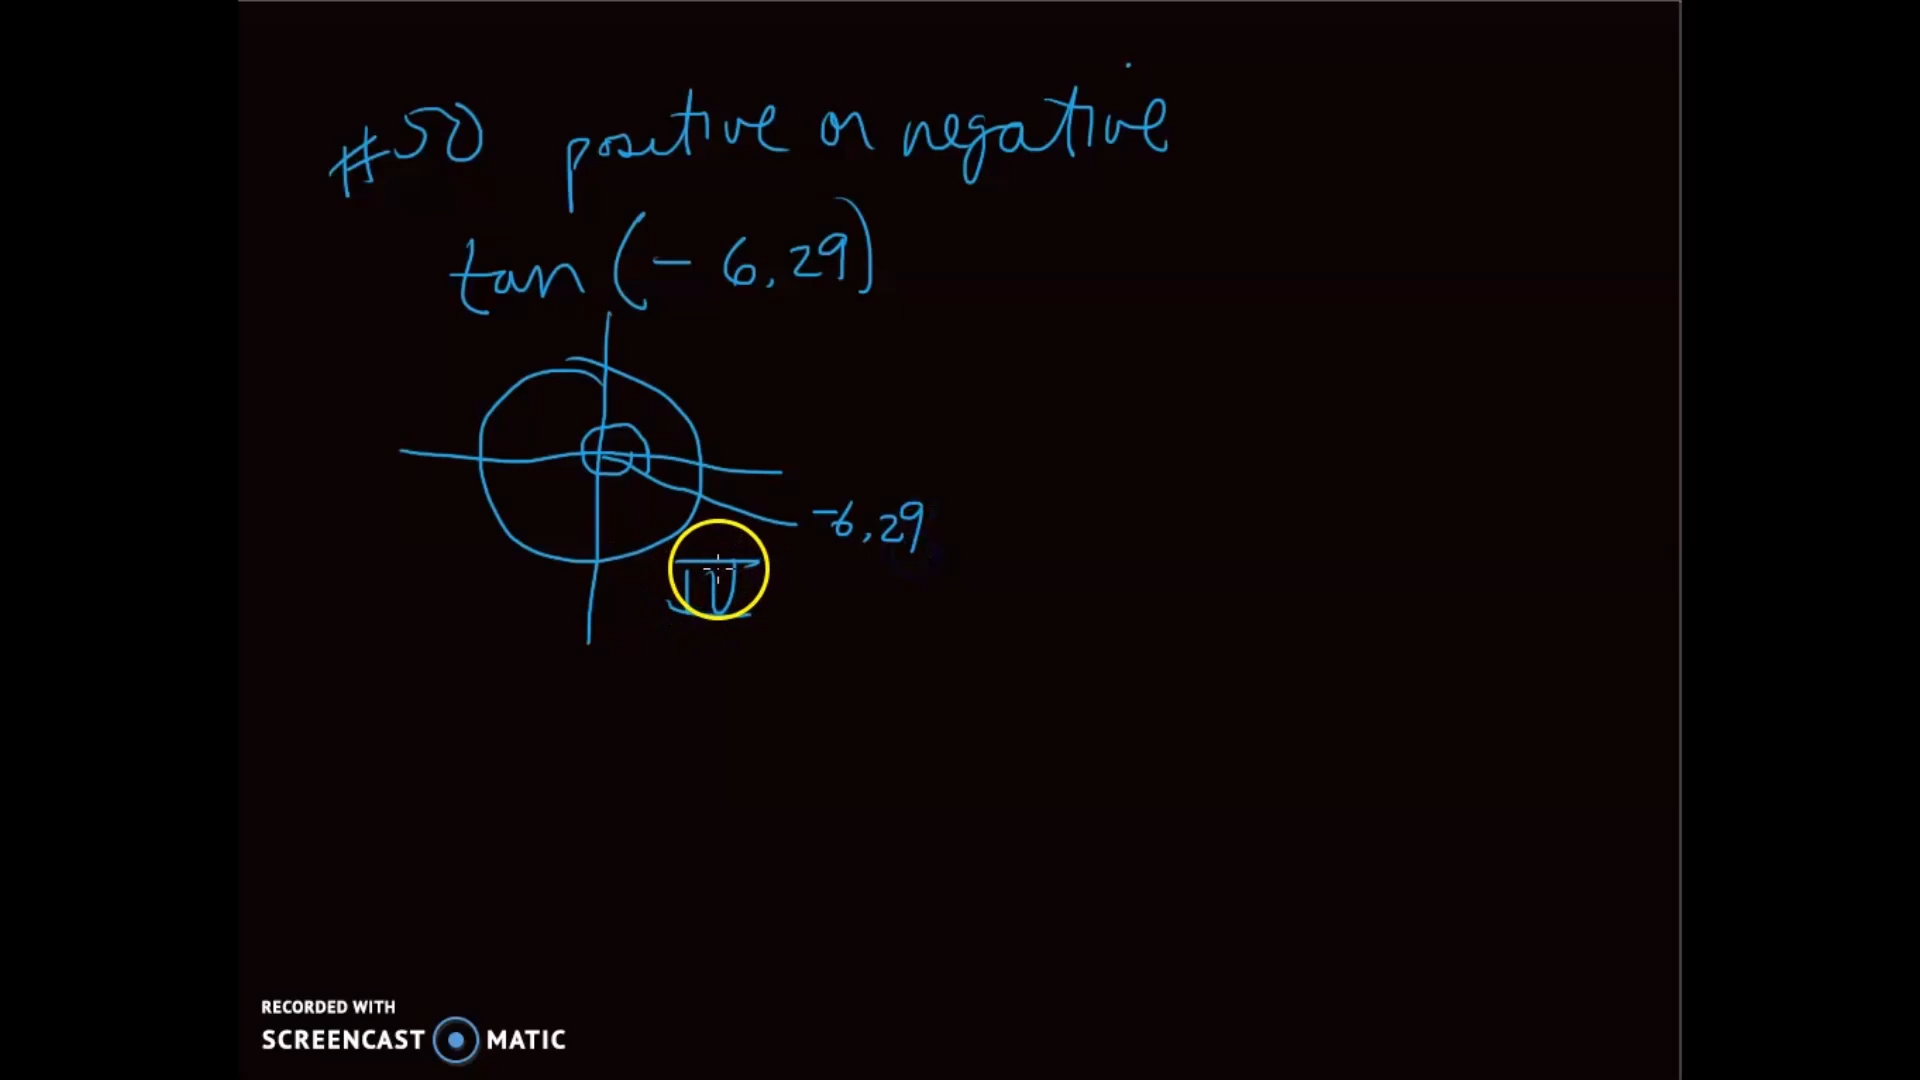 #50 positive or negative
tan (- 6.29)
-6.29
IV
RECORDED WITH
SCREENCAST MATIC